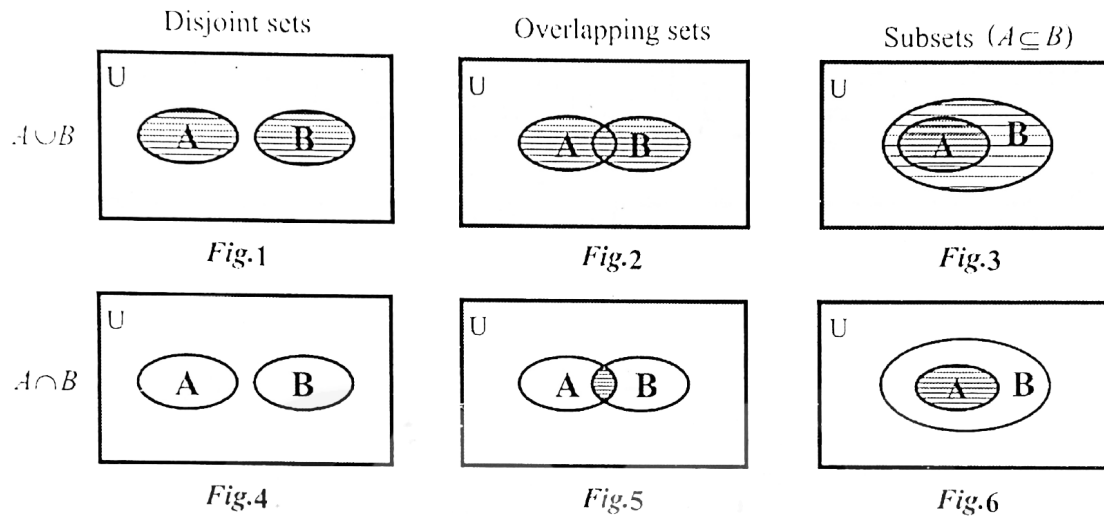 Disjoint sets
Overlapping sets
Subsets (A ⊆ B)
A∪B
U
A
B
U
A
B
U
A
B
Fig.1
Fig.2
Fig.3
A∩B
U
A
B
U
A
B
U
A
B
Fig.4
Fig.5
Fig.6